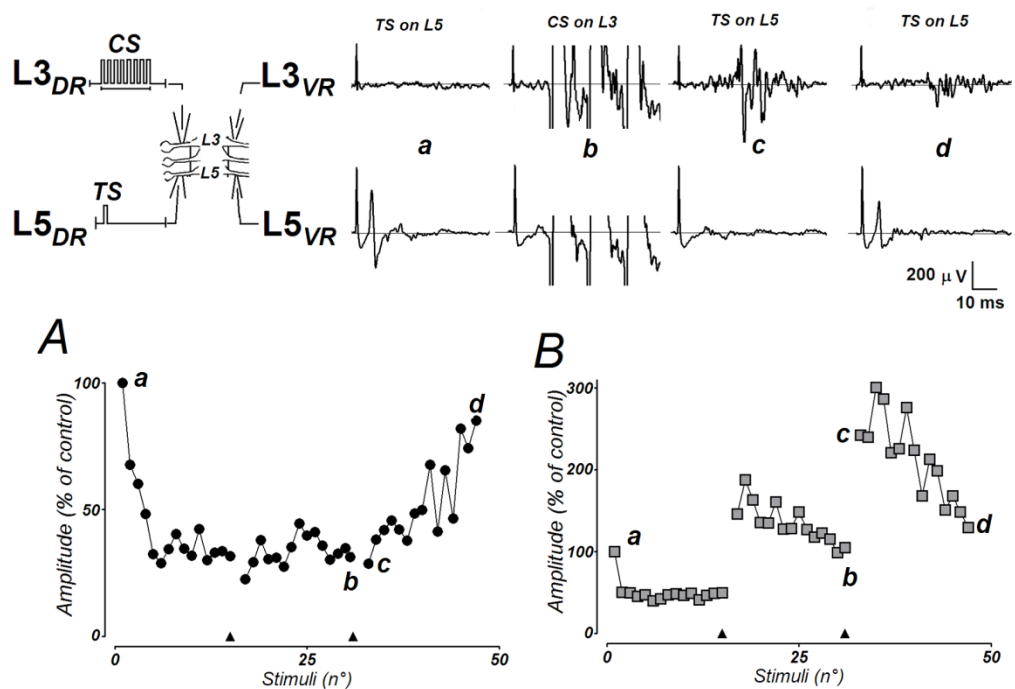 TS on L5 CS on L3 TS on L5 TS on L5
CS
L3DR L3VR
L3
L5
a b c d
TS
L5DR L5VR
200 μV
10 ms
A
Amplitude (% of control)
100
50
0
a
b
c
d
0 25 50
Stimuli (n°)
B
Amplitude (% of control)
300
200
100
0
a
b
c
d
0 25 50
Stimuli (n°)